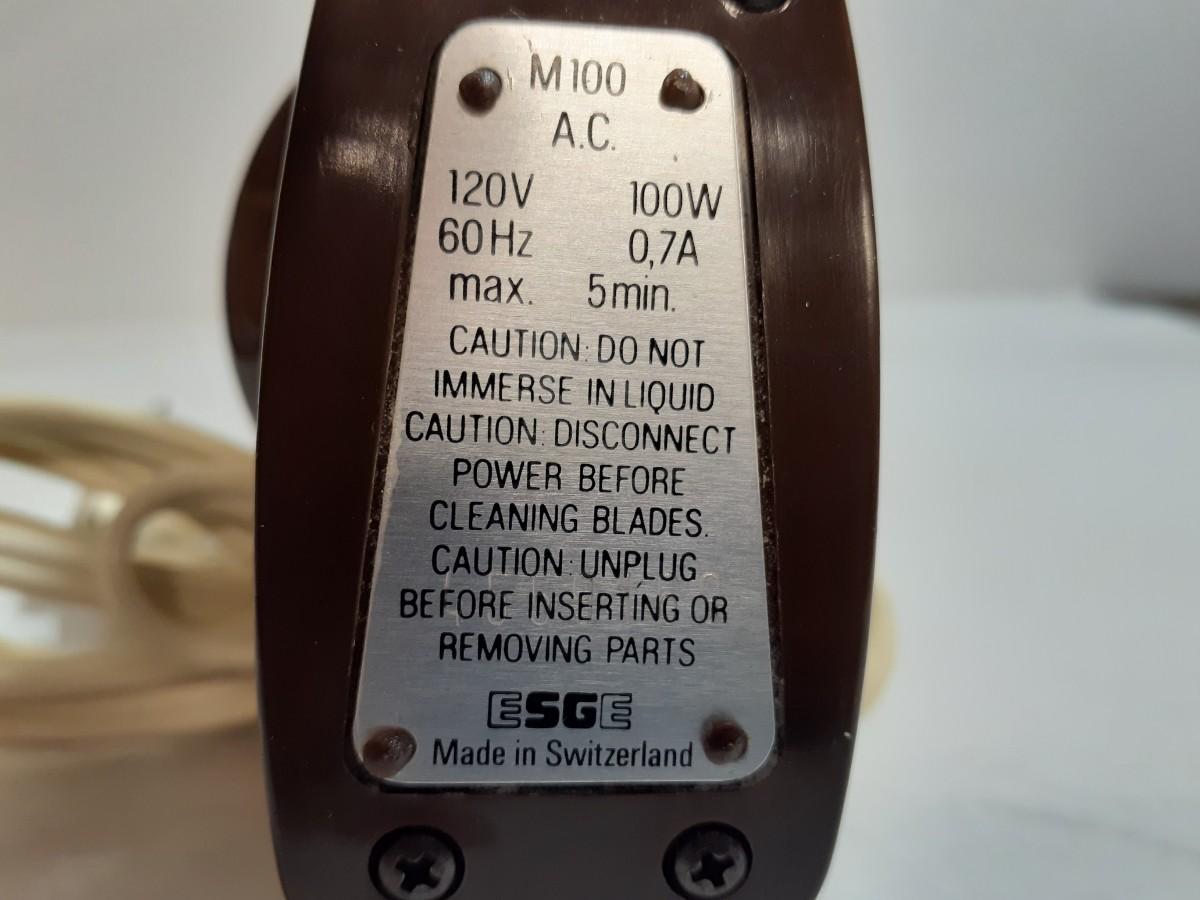 M100
A.C.
120V 100W
60Hz 0,7A
max. 5min.
CAUTION: DO NOT
IMMERSE IN LIQUID
CAUTION: DISCONNECT
POWER BEFORE
CLEANING BLADES.
CAUTION: UNPLUG
BEFORE INSERTING OR
REMOVING PARTS
ESGE
Made in Switzerland